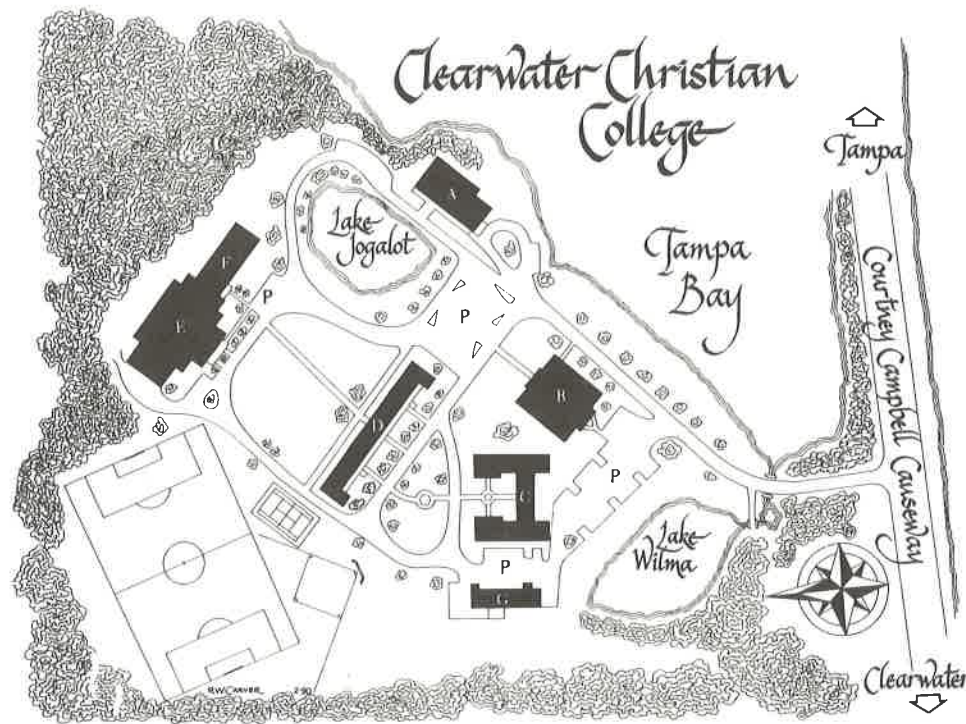 Clearwater Christian
College
Tampa
Lake
Jogalot
A
Tampa
Bay
F
P
E
P
B
D
Courtney Campbell Causeway
P
C
Lake
Wilma
P
G
Clearwater